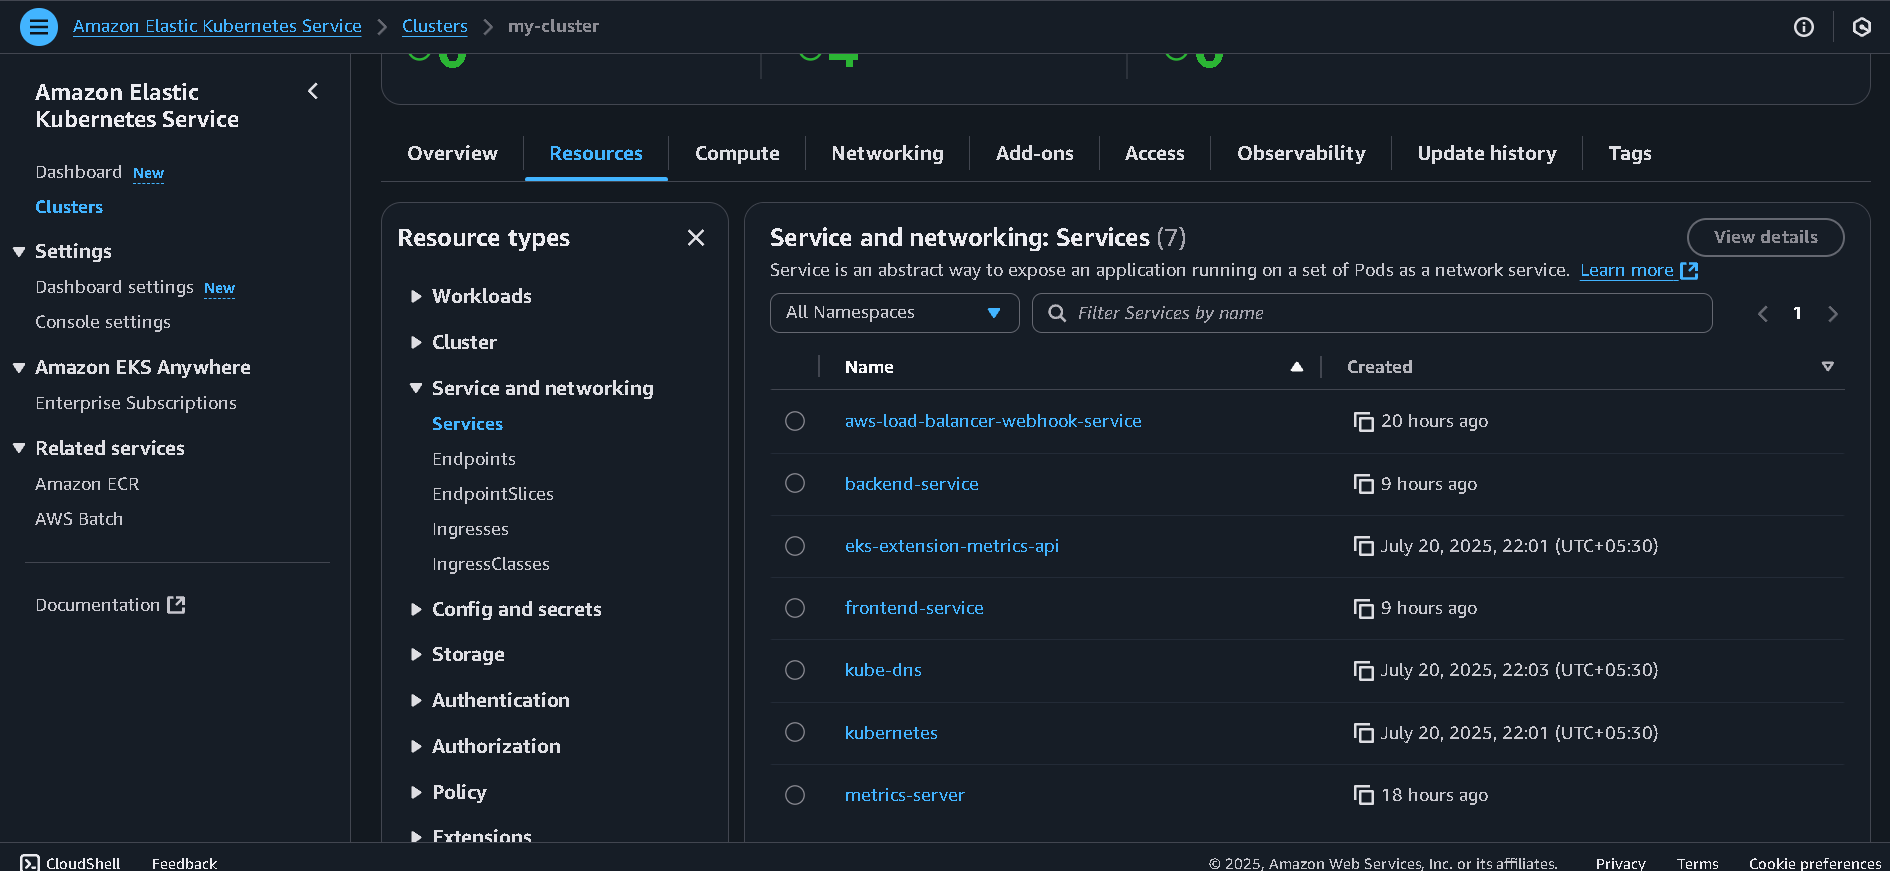 Amazon Elastic Kubernetes Service > Clusters > my-cluster
Amazon Elastic
Kubernetes Service
Dashboard New
Clusters
Settings
Dashboard settings New
Console settings
Amazon EKS Anywhere
Enterprise Subscriptions
Related services
Amazon ECR
AWS Batch
Documentation
4
Overview
Resources
Compute
Networking
Add-ons
Access
Observability
Update history
Tags
Resource types
Workloads
Cluster
Service and networking
Services
Endpoints
EndpointSlices
Ingresses
IngressClasses
Config and secrets
Storage
Authentication
Authorization
Policy
Extensions
Service and networking: Services (7)
View details
Service is an abstract way to expose an application running on a set of Pods as a network service. Learn more
All Namespaces
Filter Services by name
1
Name Created
aws-load-balancer-webhook-service 20 hours ago
backend-service 9 hours ago
eks-extension-metrics-api July 20, 2025, 22:01 (UTC+05:30)
frontend-service 9 hours ago
kube-dns July 20, 2025, 22:03 (UTC+05:30)
kubernetes July 20, 2025, 22:01 (UTC+05:30)
metrics-server 18 hours ago
CloudShell Feedback © 2025, Amazon Web Services, Inc. or its affiliates. Privacy Terms Cookie preferences